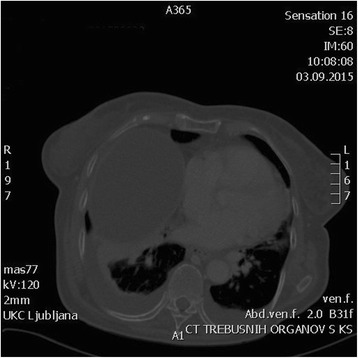 A365
Sensation 16
SE:8
IM:60
10:08:08
03.09.2015
R
1
9
7
L
1
6
7
mas77
kV:120
2mm
UKC Ljubljana
A1
ven.f.
Abd.ven.f. 2.0 B31f
CT TREBUSNIH ORGANOV S KS